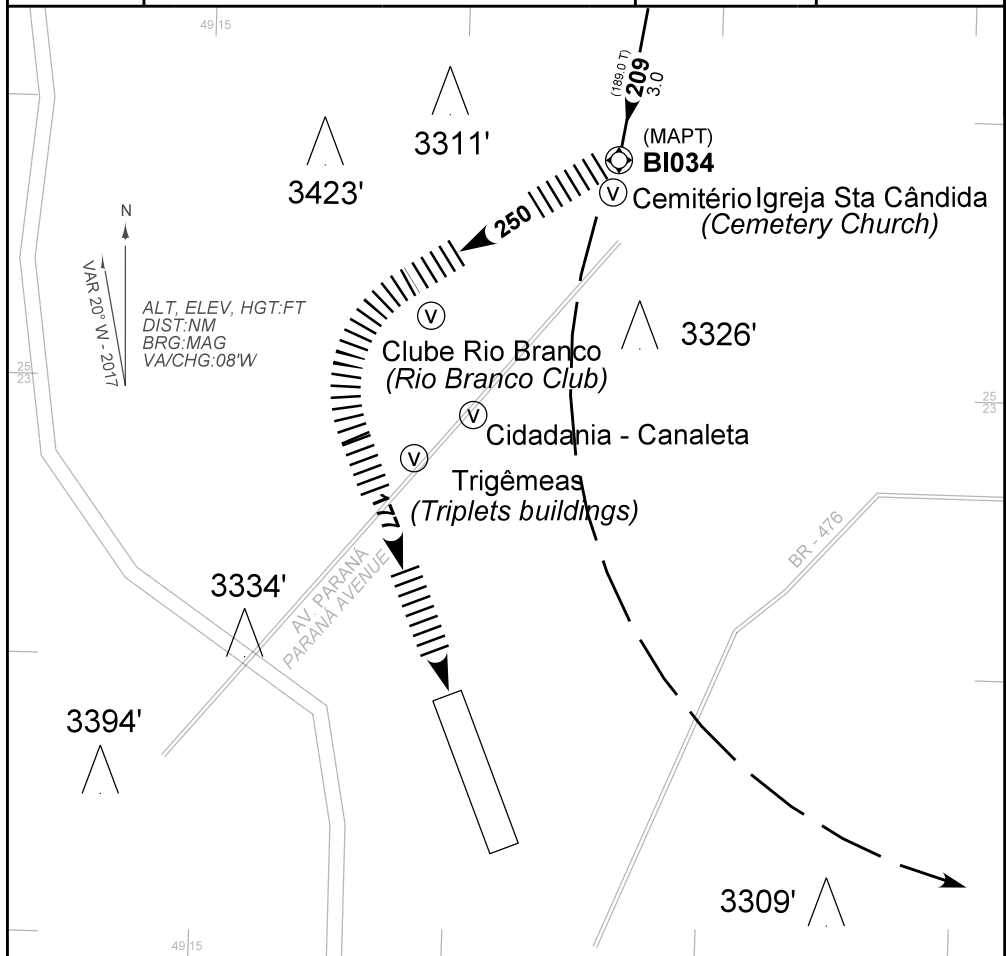 49 15
(189.0 T)
209
3.0
3311'
(MAPT)
BI034
3423'
Cemitério Igreja Sta Cândida
(Cemetery Church)
250
N
VAR 20° W - 2017
ALT, ELEV, HGT:FT
DIST:NM
BRG:MAG
VA/CHG:08'W
V
V
3326'
Clube Rio Branco
(Rio Branco Club)
25
23
25
23
V
Cidadania - Canaleta
V
Trigêmeas
(Triplets buildings)
177
BR - 476
AV. PARANÁ
PARANÁ AVENUE
3334'
3394'
3309'
49 15